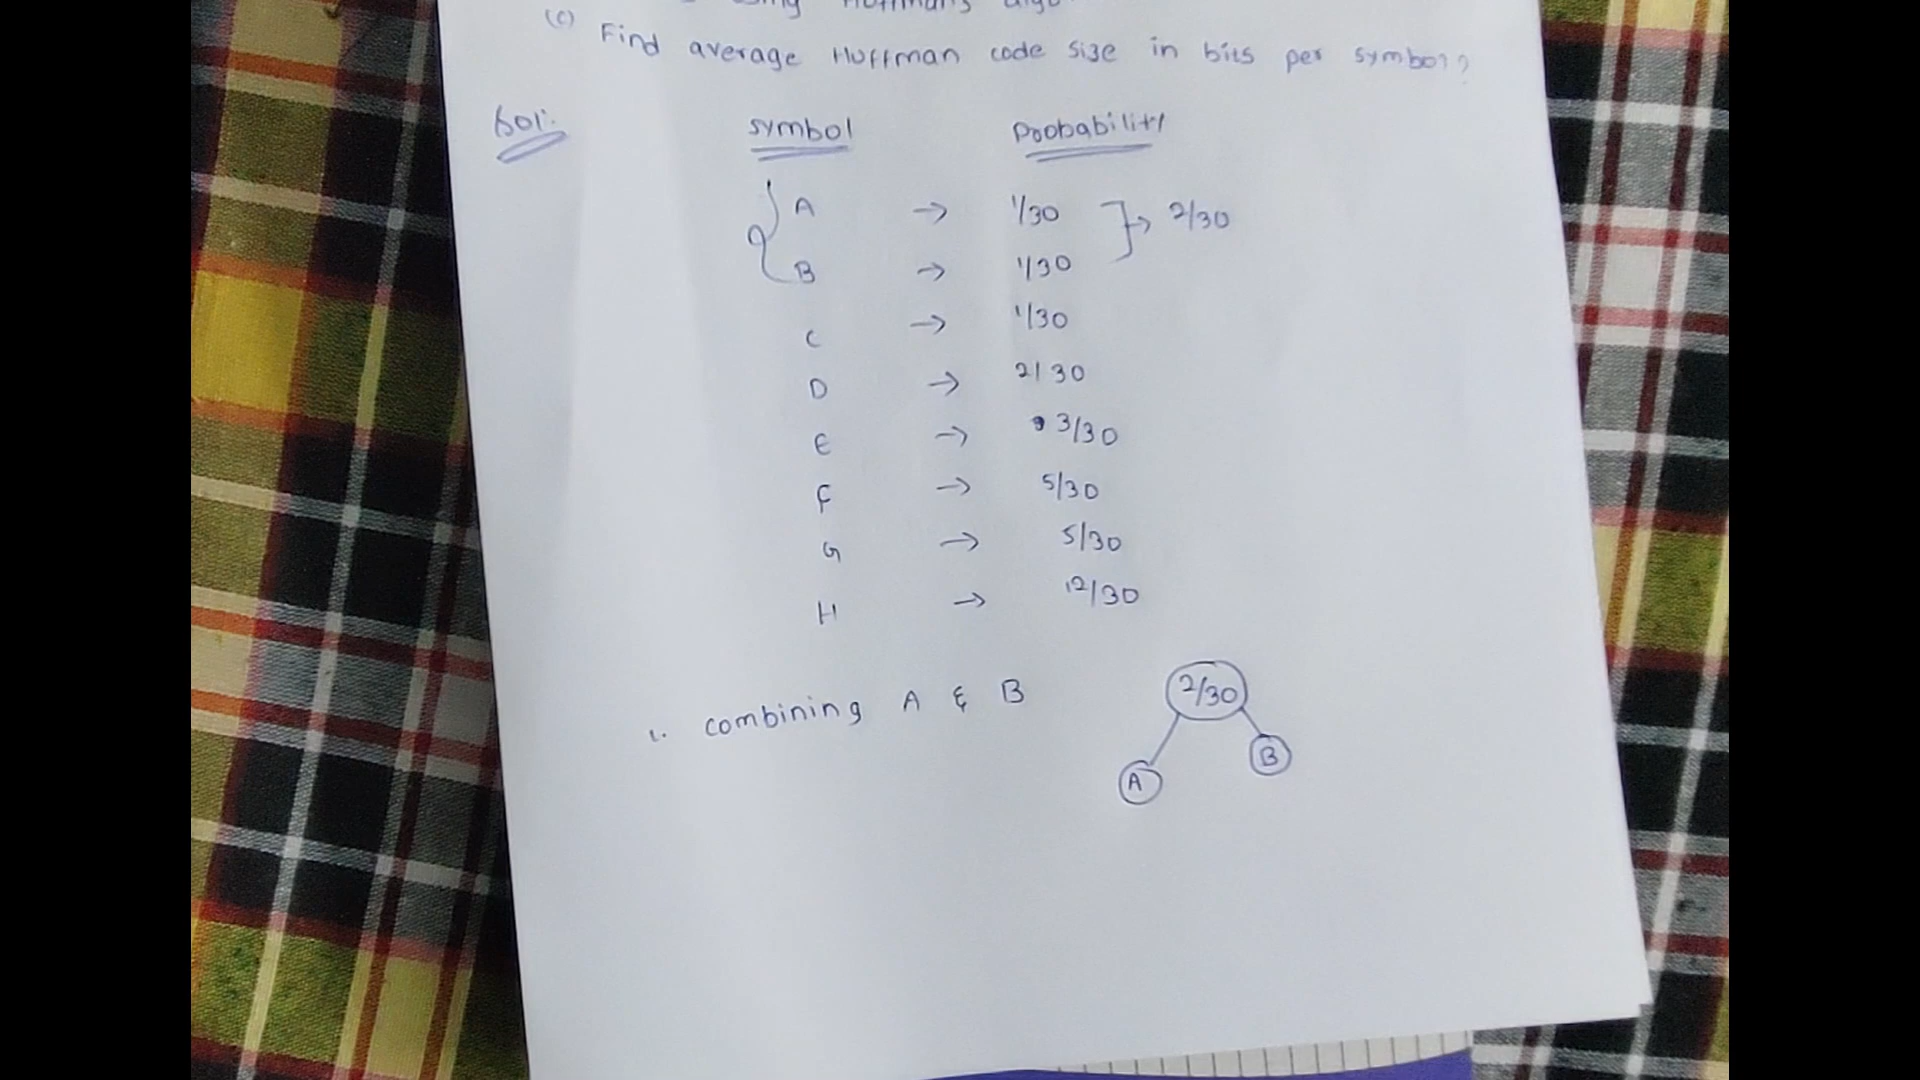 (c) Find average Huffman code size in bits per symbol??
Sol:
Symbol Probability
A → 1/30 → 2/30
B → 1/30
C → 1/30
D → 2/30
E → 3/30
F → 5/30
G → 5/30
H → 12/30
1. combining A & B
2/30
A B